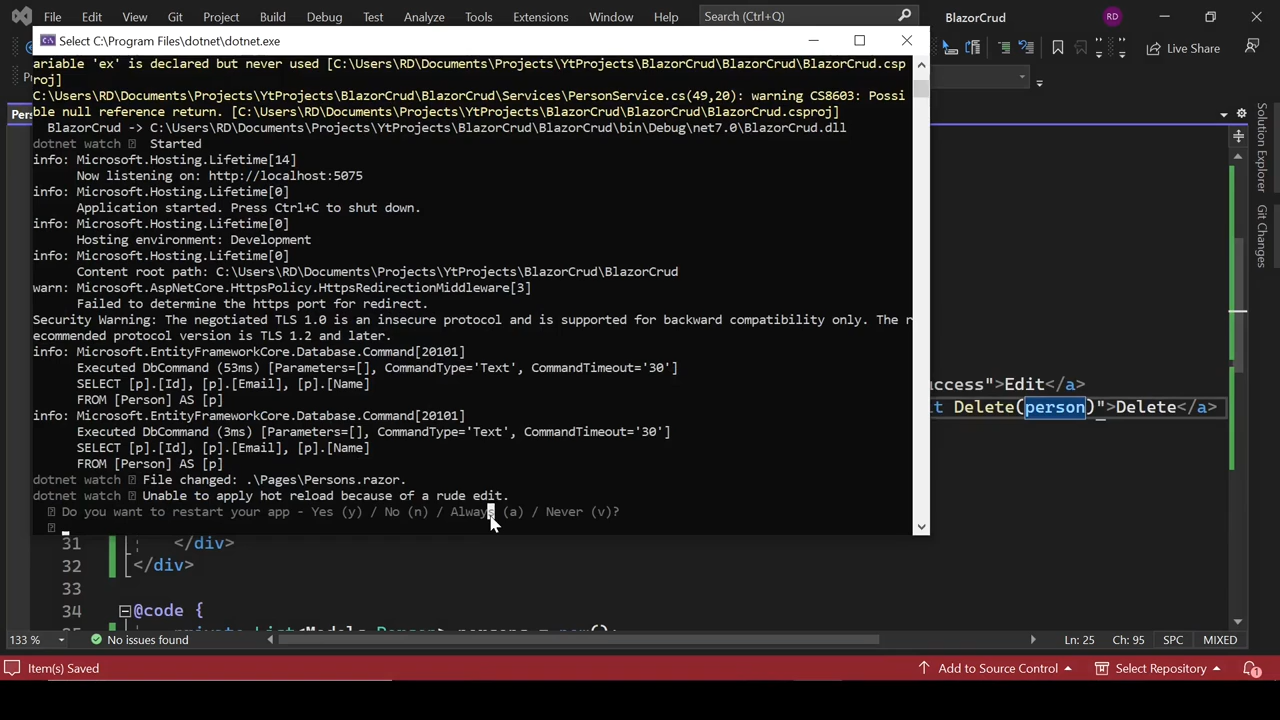 File Edit View Git Project Build Debug Test Analyze Tools Extensions Window Help Search (Ctrl+Q) BlazorCrud RD
Select C:\Program Files\dotnet\dotnet.exe
Live Share
ariable 'ex' is declared but never used [C:\Users\RD\Documents\Projects\YtProjects\BlazorCrud\BlazorCrud\BlazorCrud.csp
roj]
C:\Users\RD\Documents\Projects\YtProjects\BlazorCrud\BlazorCrud\Services\PersonService.cs(49,20): warning CS8603: Possi
ble null reference return. [C:\Users\RD\Documents\Projects\YtProjects\BlazorCrud\BlazorCrud\BlazorCrud.csproj]
BlazorCrud -> C:\Users\RD\Documents\Projects\YtProjects\BlazorCrud\BlazorCrud\bin\Debug\net7.0\BlazorCrud.dll
dotnet watch Started
info: Microsoft.Hosting.Lifetime[14]
Now listening on: http://localhost:5075
info: Microsoft.Hosting.Lifetime[0]
Application started. Press Ctrl+C to shut down.
info: Microsoft.Hosting.Lifetime[0]
Hosting environment: Development
info: Microsoft.Hosting.Lifetime[0]
Content root path: C:\Users\RD\Documents\Projects\YtProjects\BlazorCrud\BlazorCrud
warn: Microsoft.AspNetCore.HttpsPolicy.HttpsRedirectionMiddleware[3]
Failed to determine the https port for redirect.
Security Warning: The negotiated TLS 1.0 is an insecure protocol and is supported for backward compatibility only. The r
ecommended protocol version is TLS 1.2 and later.
info: Microsoft.EntityFrameworkCore.Database.Command[20101]
Executed DbCommand (53ms) [Parameters=[], CommandType='Text', CommandTimeout='30']
SELECT [p].[Id], [p].[Email], [p].[Name]
FROM [Person] AS [p]
info: Microsoft.EntityFrameworkCore.Database.Command[20101]
Executed DbCommand (3ms) [Parameters=[], CommandType='Text', CommandTimeout='30']
SELECT [p].[Id], [p].[Email], [p].[Name]
FROM [Person] AS [p]
dotnet watch File changed: .\Pages\Persons.razor.
dotnet watch Unable to apply hot reload because of a rude edit.
Do you want to restart your app - Yes (y) / No (n) / Always (a) / Never (v)?
Solution Explorer
Git Changes
uccess">Edit</a>
it Delete(person)">Delete</a>
31 </div>
</div>
33
34 @code {
133 % No issues found Ln: 25 Ch: 95 SPC MIXED
Item(s) Saved Add to Source Control Select Repository 1